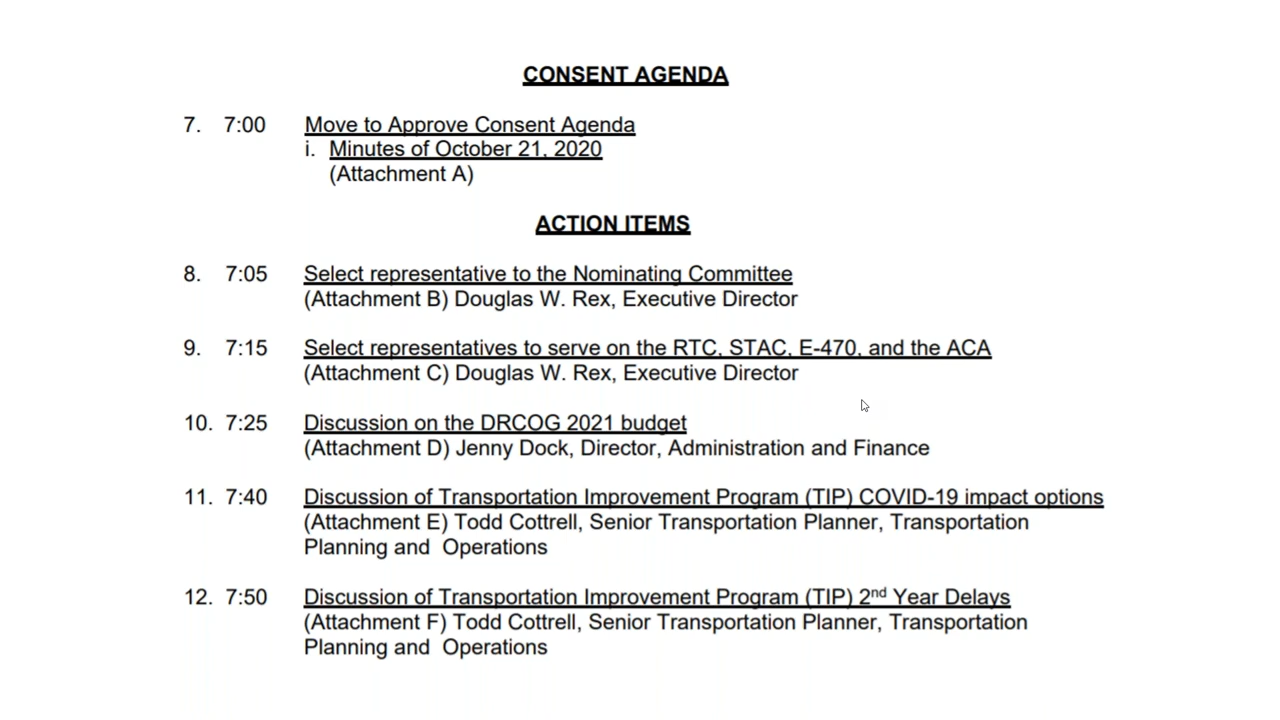 CONSENT AGENDA
7. 7:00 Move to Approve Consent Agenda
i. Minutes of October 21, 2020
(Attachment A)
ACTION ITEMS
8. 7:05 Select representative to the Nominating Committee
(Attachment B) Douglas W. Rex, Executive Director
9. 7:15 Select representatives to serve on the RTC, STAC, E-470, and the ACA
(Attachment C) Douglas W. Rex, Executive Director
10. 7:25 Discussion on the DRCOG 2021 budget
(Attachment D) Jenny Dock, Director, Administration and Finance
11. 7:40 Discussion of Transportation Improvement Program (TIP) COVID-19 impact options
(Attachment E) Todd Cottrell, Senior Transportation Planner, Transportation
Planning and Operations
12. 7:50 Discussion of Transportation Improvement Program (TIP) 2nd Year Delays
(Attachment F) Todd Cottrell, Senior Transportation Planner, Transportation
Planning and Operations